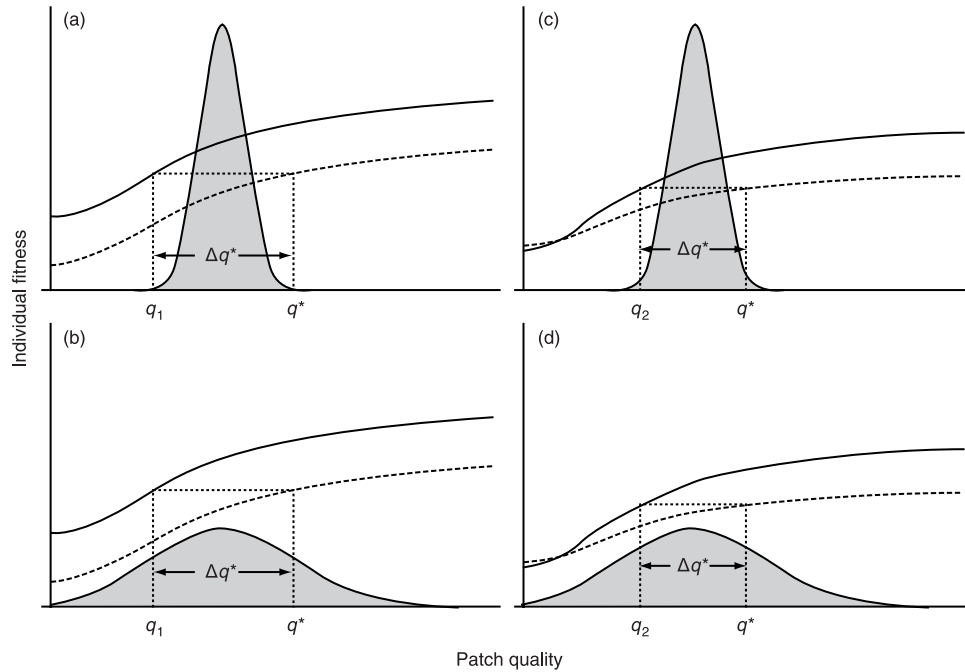 (a)
(c)
Δq*
Δq*
q1
q*
q2
q*
Individual fitness
(b)
(d)
Δq*
Δq*
q1
q*
q2
q*
Patch quality